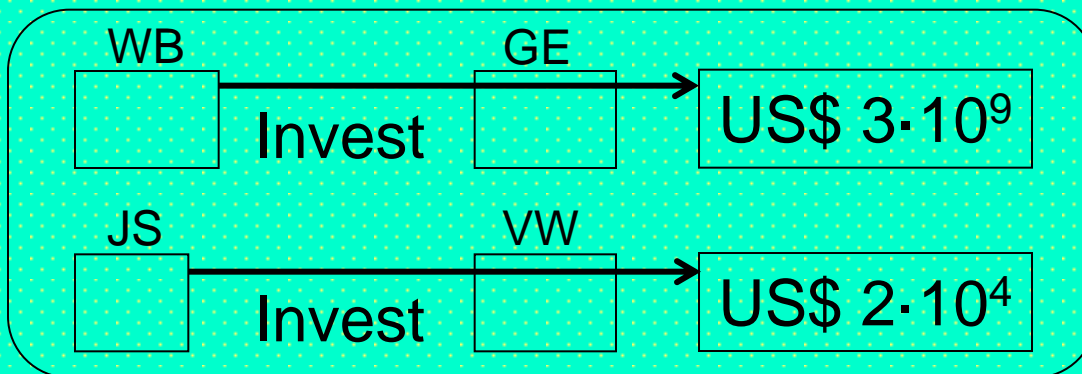 WB GE
Invest US$ 3·10⁹
JS VW
Invest US$ 2·10⁴